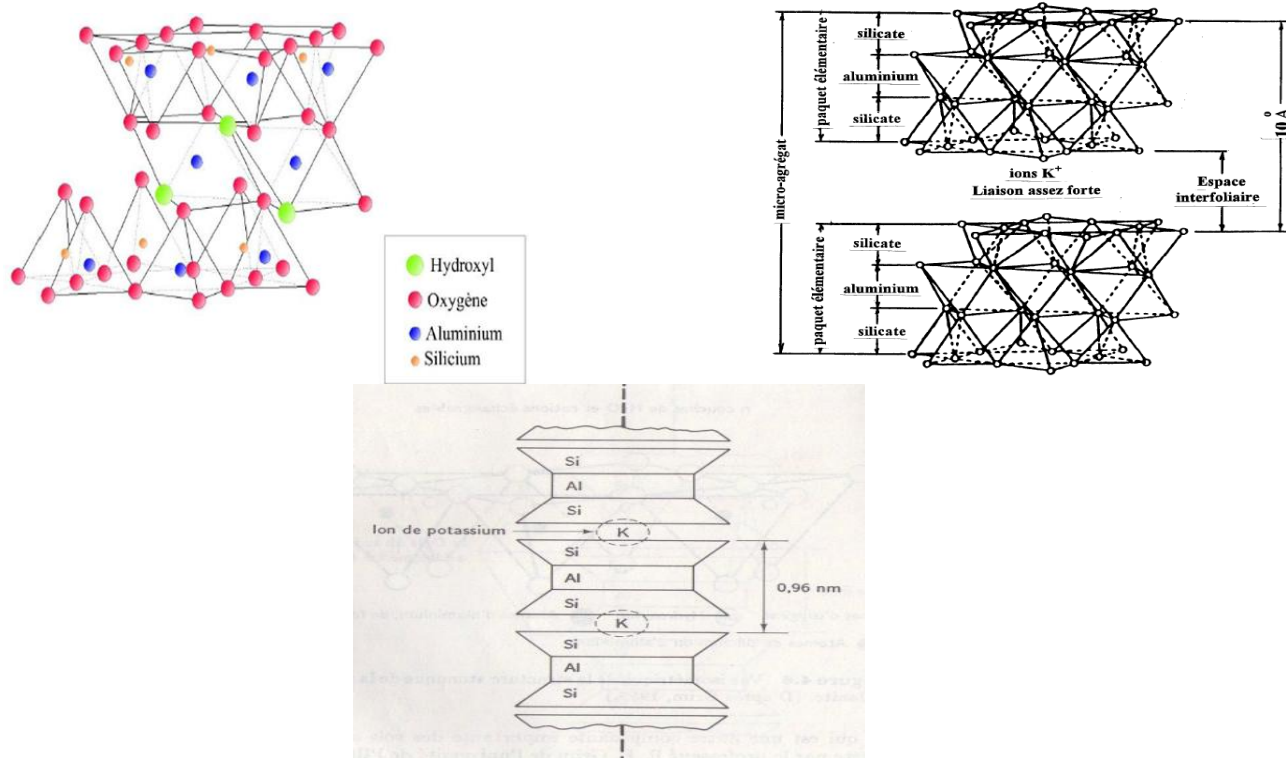 Hydroxyl
Oxygène
Aluminium
Silicium
micro-agrégat
paquet élémentaire
silicate
aluminium
silicate
10 Å
ions K+
Liaison assez forte
Espace
interfoliaire
paquet élémentaire
silicate
aluminium
silicate
Si
Al
Si
Ion de potassium
K
Si
Al
Si
0,96 nm
K
Si
Al
Si